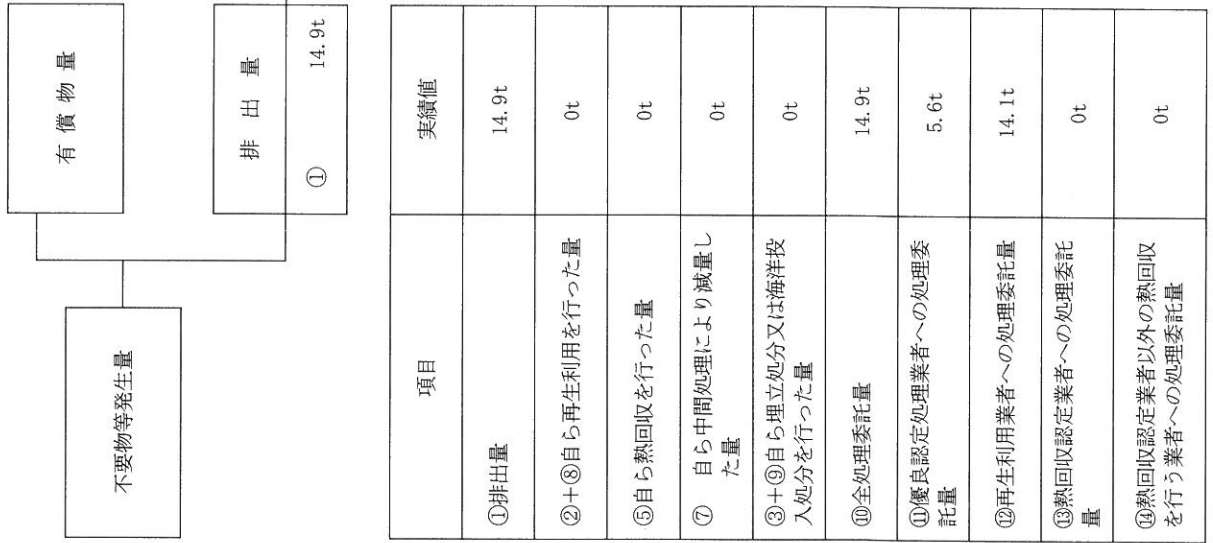 有償物量
排出量
① 14.9t
不要物等発生量
項目 実績値
①排出量 14.9t
②+⑧自ら再生利用を行った量 0t
⑤自ら熱回収を行った量 0t
⑦ 自ら中間処理により減量し
た量 0t
③+⑨自ら埋立処分又は海洋投
入処分を行った量 0t
⑩全処理委託量 14.9t
⑪優良認定処理業者への処理委
託量 5.6t
⑫再生利用業者への処理委託量 14.1t
⑬熱回収認定業者への処理委託
量 0t
⑭熱回収認定業者以外の熱回収
を行う業者への処理委託量 0t